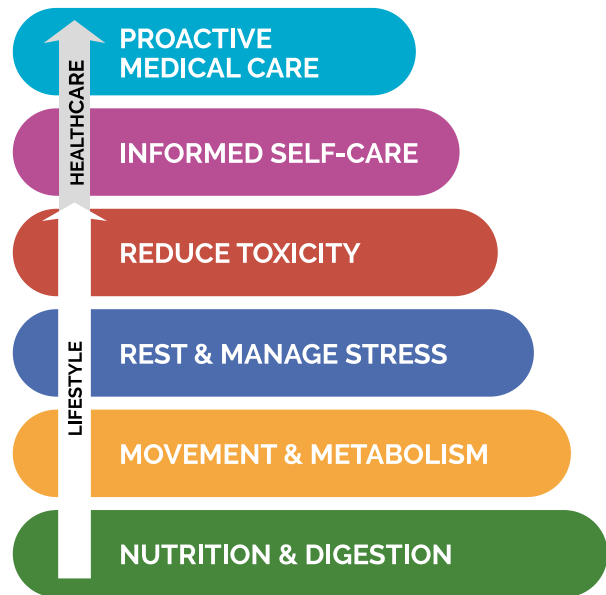 PROACTIVE
MEDICAL CARE
HEALTHCARE
INFORMED SELF-CARE
REDUCE TOXICITY
REST & MANAGE STRESS
LIFESTYLE
MOVEMENT & METABOLISM
NUTRITION & DIGESTION